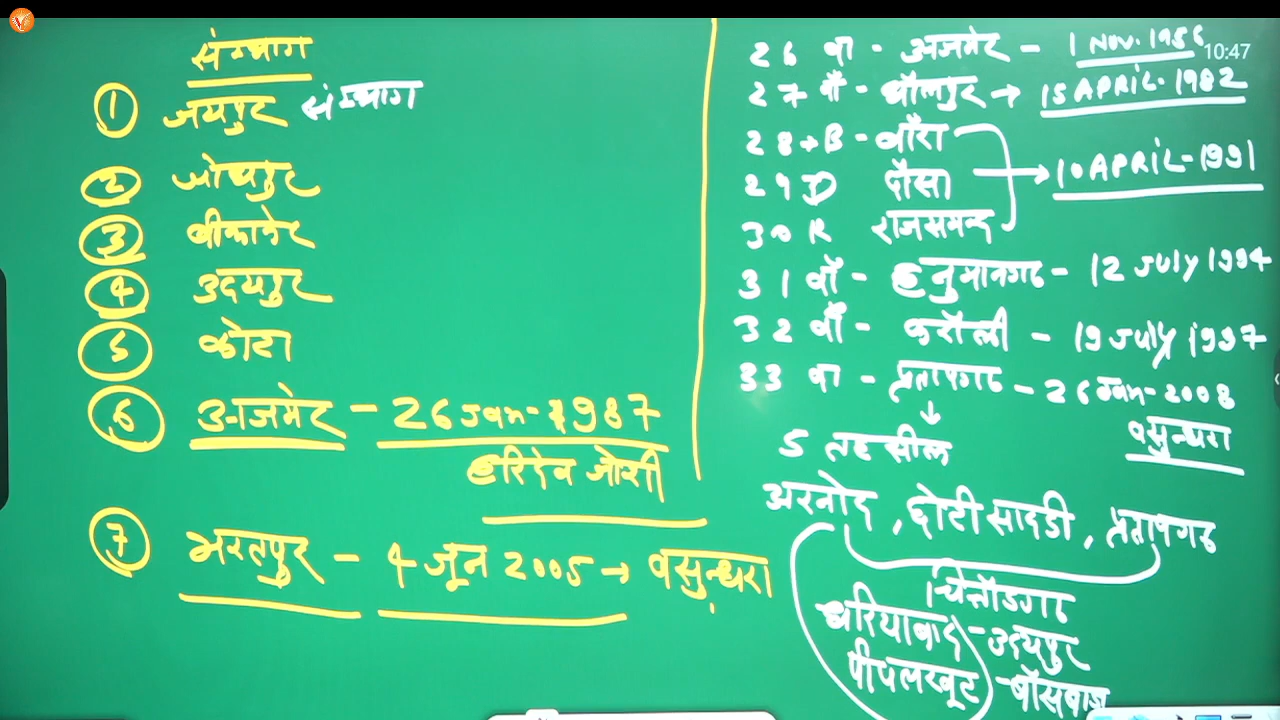 संभाग
① जयपुर संभाग
② जोधपुर
③ बीकानेर
④ उदयपुर
⑤ कोटा
⑥ अजमेर - 26 Jan - 1987
हरिदेव जोशी
⑦ भरतपुर - 4 जून 2005 → वसुन्धरा
26 वा - अजमेर - 1 Nov. 1956
10:47
27 वाँ - धौलपुर → 15 APRIL. 1982
28 → B - बाँरा
29 D दौसा → 10 APRIL - 1991
30 R राजसमन्द
31 वाँ - हनुमानगढ - 12 July 1994
32 वाँ - करौली - 19 July 1997
33 वा - प्रतापगढ - 26 Jan - 2008
वसुन्धरा
↓
5 तहसील
अरनोद , छोटी सादडी , प्रतापगढ
चित्तौडगढ
धरियाबाद - उदयपुर
पीपलखूट - बाँसवाड़ा